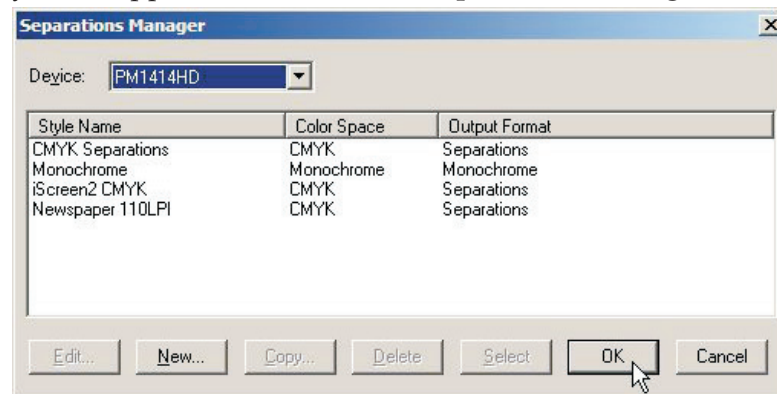 Separations Manager
Device: PM1414HD
Style Name Color Space Output Format
CMYK Separations CMYK Separations
Monochrome Monochrome Monochrome
iScreen2 CMYK CMYK Separations
Newspaper 110LPI CMYK Separations
Edit... New... Copy... Delete Select OK Cancel